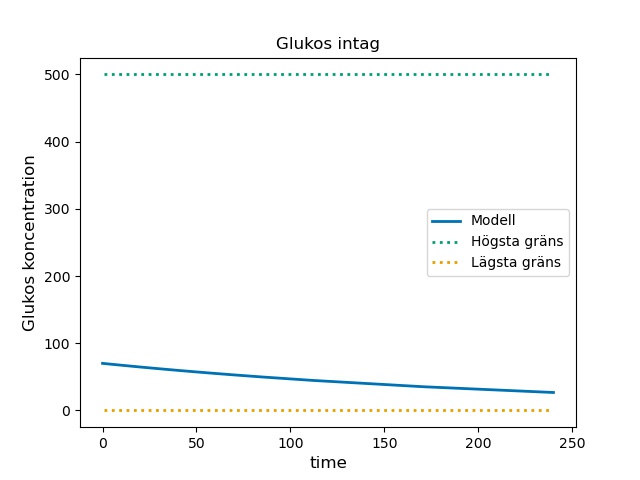 Glukos intag
Glukos koncentration
500
400
300
200
100
0
Modell
Högsta gräns
Lägsta gräns
0
50
100
150
200
250
time